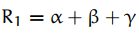 R₁ = α + β + γ